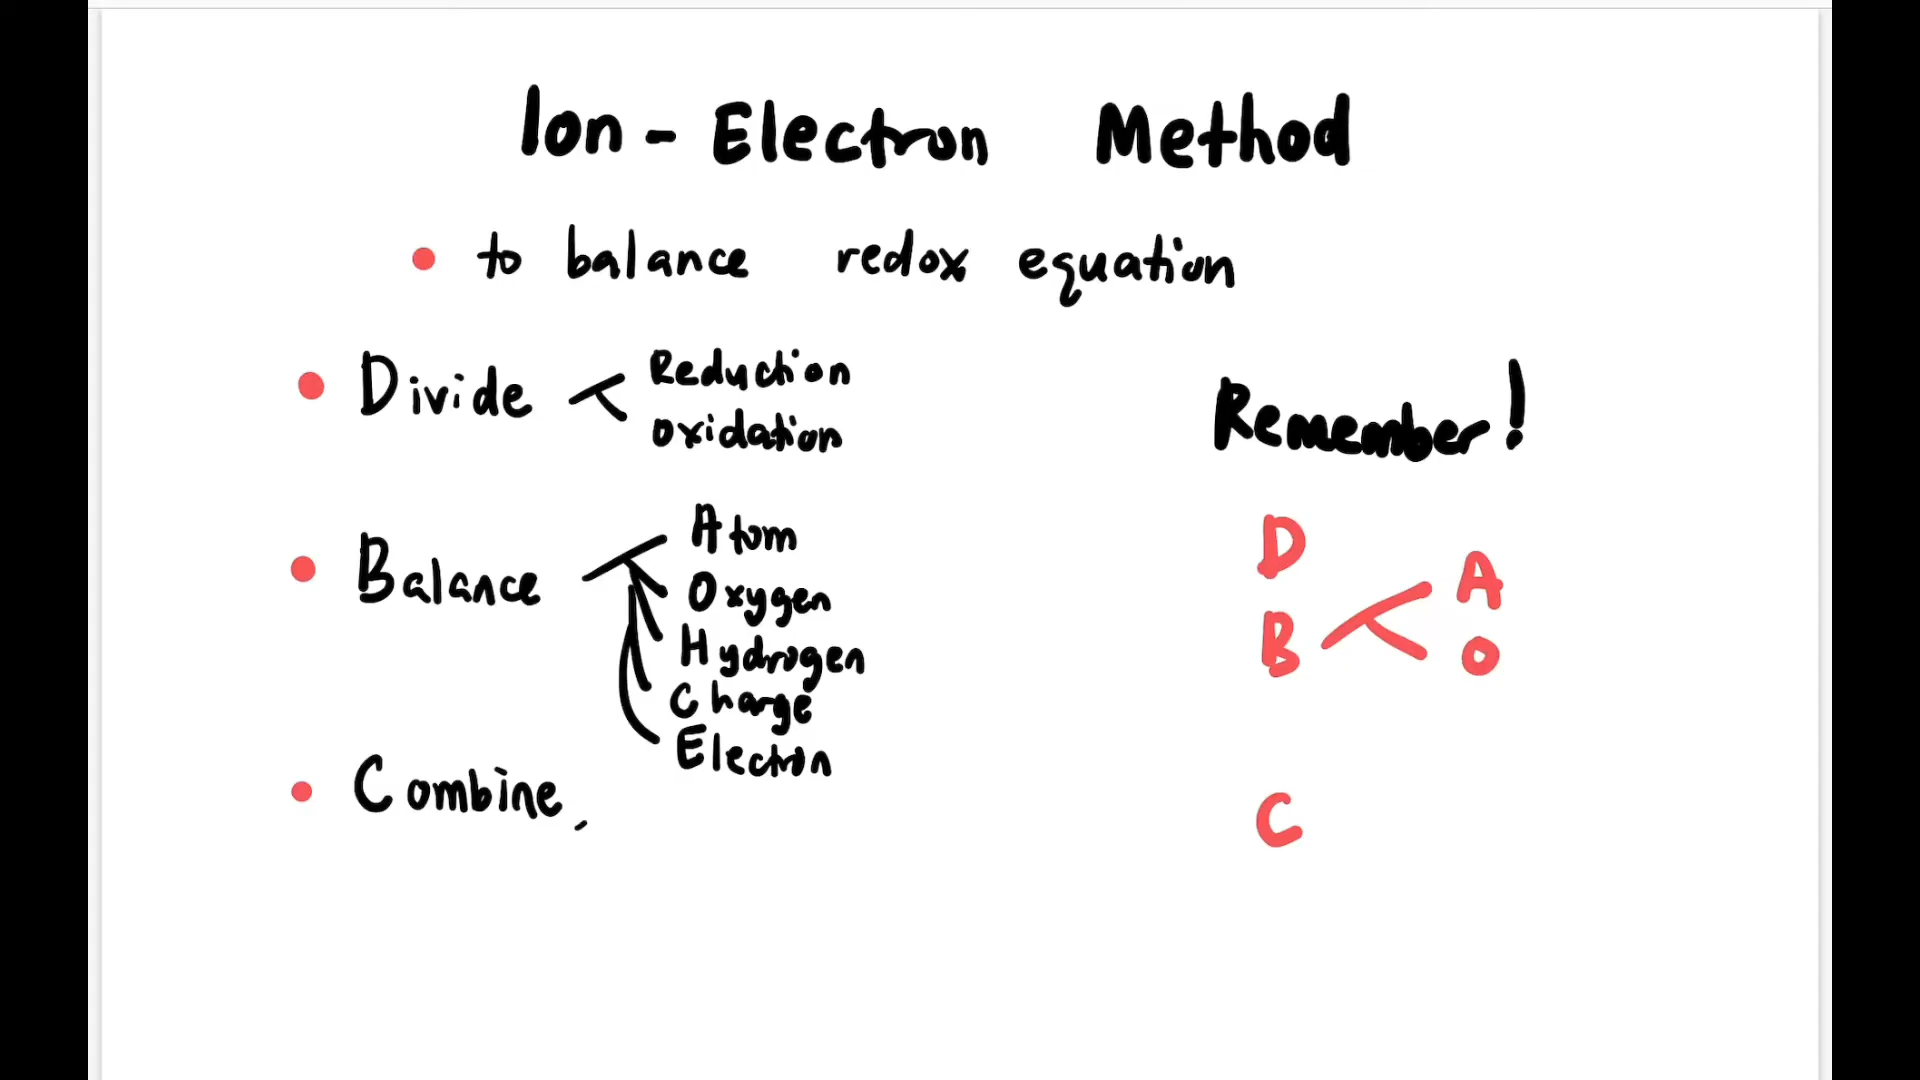 Ion - Electron Method
• to balance redox equation
• Divide
Reduction
oxidation
• Balance
Atom
Oxygen
Hydrogen
Charge
Electron
• Combine,
Remember!
D
B
A
O
C